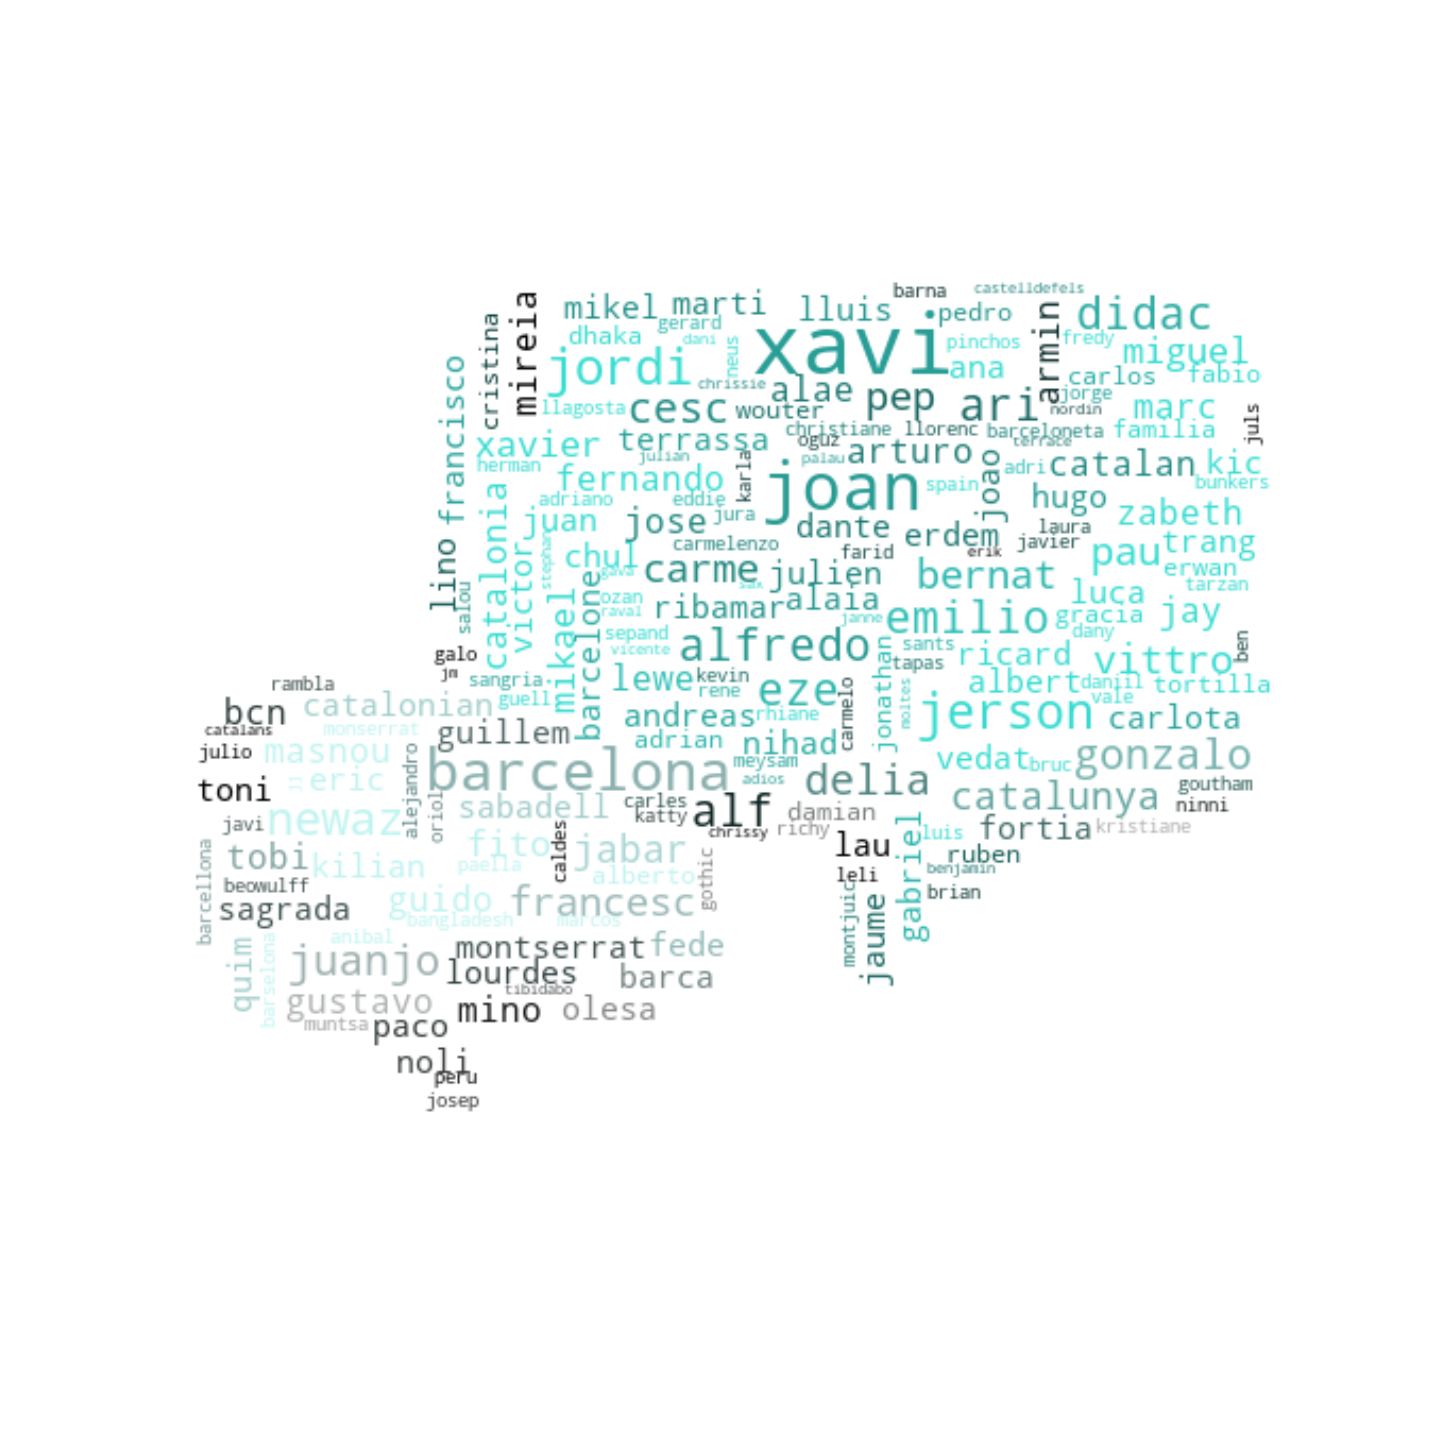 barna
castelldefels
mikel
marti
lluis
pedro
didac
mireia
cristina
dhaka
gerard
dani
neus
xavi
pinchos
armin
fredy
miguel
jordi
chrissie
alae
pep
ana
carlos
fabio
jorge
francisco
llagosta
cesc
wouter
ari
nordin
marc
juls
xavier
terrassa
christiane
oguz
llorenc
barceloneta
terrace
familia
herman
julian
karla
palau
arturo
joao
adri
catalan
kic
fernando
joan
spain
bunkers
catalonia
adriano
eddie
hugo
juan
jose
jura
dante
erdem
laura
javier
zabeth
lino
victor
stephan
chul
carmelenzo
farid
erik
pau
trang
gava
carme
sax
julien
bernat
erwan
tarzan
salou
mikael
barcelone
ozan
raval
ribamar
alaia
janne
emilio
luca
gracia
jay
sepand
vicente
alfredo
dany
ben
galo
jm
sangria
guell
lewe
kevin
rene
eze
jonathan
sants
tapas
ricard
vittro
albert
daniil
vale
tortilla
rambla
bcn
catalonian
monserrat
guillem
andreas
rhiane
carmelo
moltes
jerson
carlota
catalans
julio
masnou
adrian
nihad
vedat
bruc
gonzalo
toni
eric
alejandro
barcelona
meysam
adios
delia
catalunya
goutham
ninni
javi
newaz
oriol
sabadell
carles
katty
alf
chrissy
damian
richy
gabriel
luis
fortia
kristiane
barcellona
tobi
kilian
fito
paella
caldes
jabar
alberto
gothic
lau
leli
ruben
benjamin
brian
beowulff
sagrada
guido
bangladesh
francesc
marcos
montjuic
jaume
quim
barselona
anibal
juanjo
montserrat
fede
lourdes
tibidabo
barca
gustavo
muntsa
paco
mino
olesa
noli
peru
josep